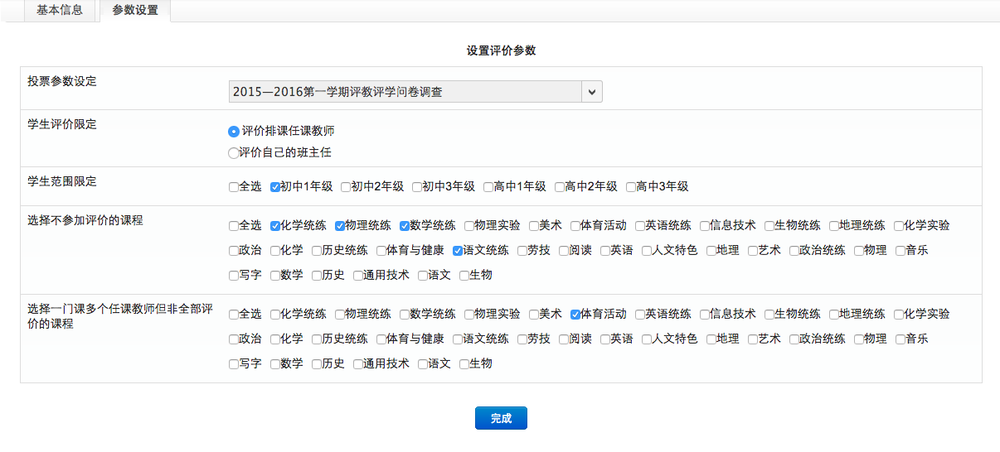 基本信息 参数设置
设置评价参数
投票参数设定
2015—2016第一学期评教评学问卷调查
学生评价限定
评价排课任课教师
评价自己的班主任
学生范围限定
全选 初中1年级 初中2年级 初中3年级 高中1年级 高中2年级 高中3年级
选择不参加评价的课程
全选 化学统练 物理统练 数学统练 物理实验 美术 体育活动 英语统练 信息技术 生物统练 地理统练 化学实验
政治 化学 历史统练 体育与健康 语文统练 劳技 阅读 英语 人文特色 地理 艺术 政治统练 物理 音乐
写字 数学 历史 通用技术 语文 生物
选择一门课多个任课教师但非全部评
价的课程
全选 化学统练 物理统练 数学统练 物理实验 美术 体育活动 英语统练 信息技术 生物统练 地理统练 化学实验
政治 化学 历史统练 体育与健康 语文统练 劳技 阅读 英语 人文特色 地理 艺术 政治统练 物理 音乐
写字 数学 历史 通用技术 语文 生物
完成